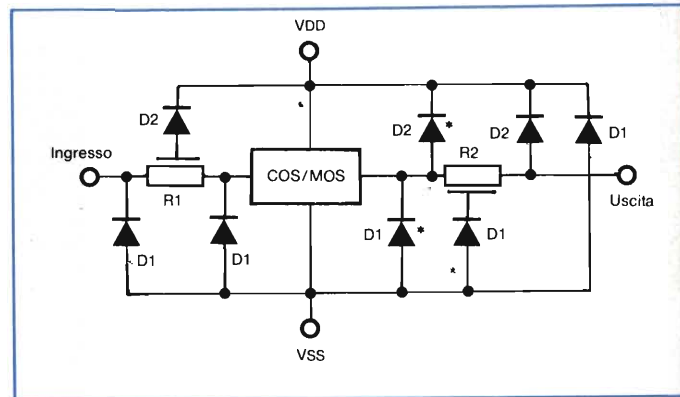 VDD
D2
D2 *
D2
D1
Ingresso
R2
COS/MOS
R1
Uscita
D1
D1
D1 *
D1
*
VSS